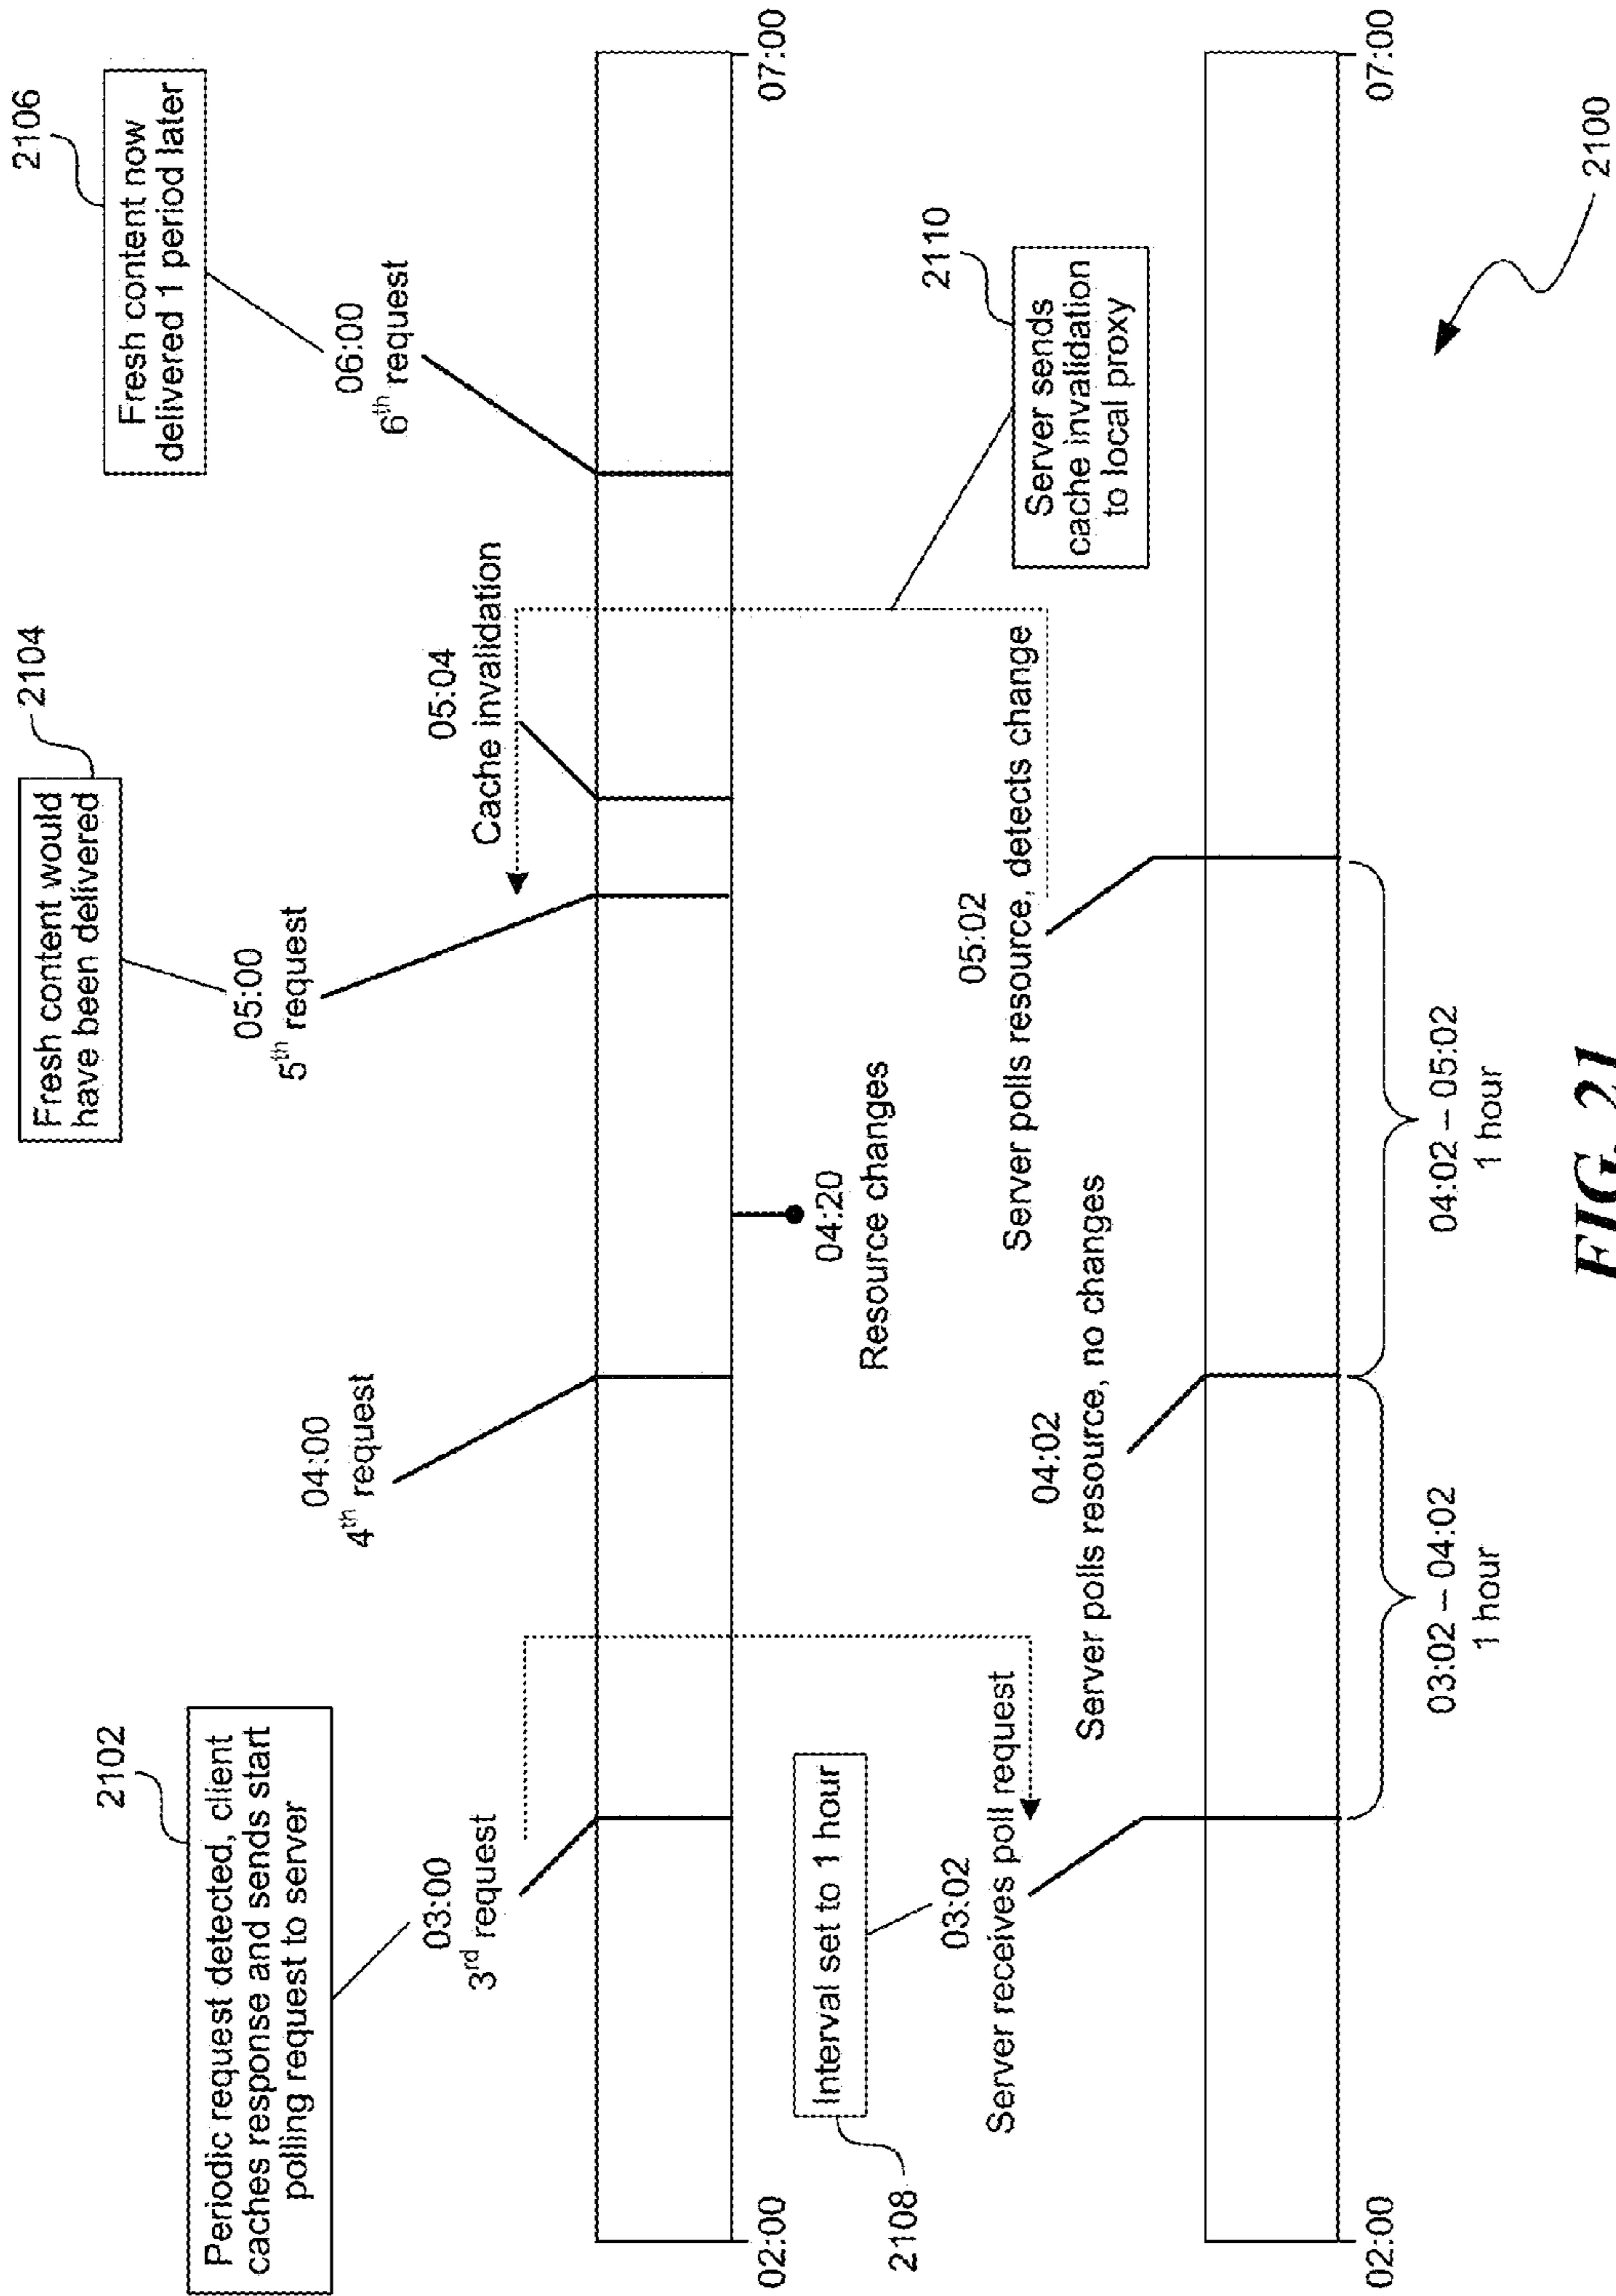 2102
Periodic request detected, client
caches response and sends start
polling request to server
03:00
3rd request
04:00
4th request
2104
Fresh content would
have been delivered
05:00
5th request
05:04
Cache invalidation
2106
Fresh content now
delivered 1 period later
06:00
6th request
02:00
07:00
04:20
Resource changes
2108
Interval set to 1 hour
03:02
Server receives poll request
04:02
Server polls resource, no changes
05:02
Server polls resource, detects change
2110
Server sends
cache invalidation
to local proxy
02:00
07:00
03:02 – 04:02
1 hour
04:02 – 05:02
1 hour
2100
FIG. 21